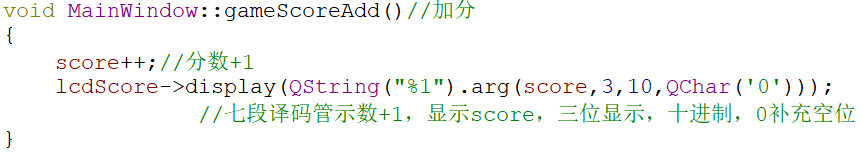 void MainWindow::gameScoreAdd()//加分
{
    score++;//分数+1
    lcdScore->display(QString("%1").arg(score,3,10,QChar('0')));
                //七段译码管示数+1，显示score，三位显示，十进制，0补充空位
}